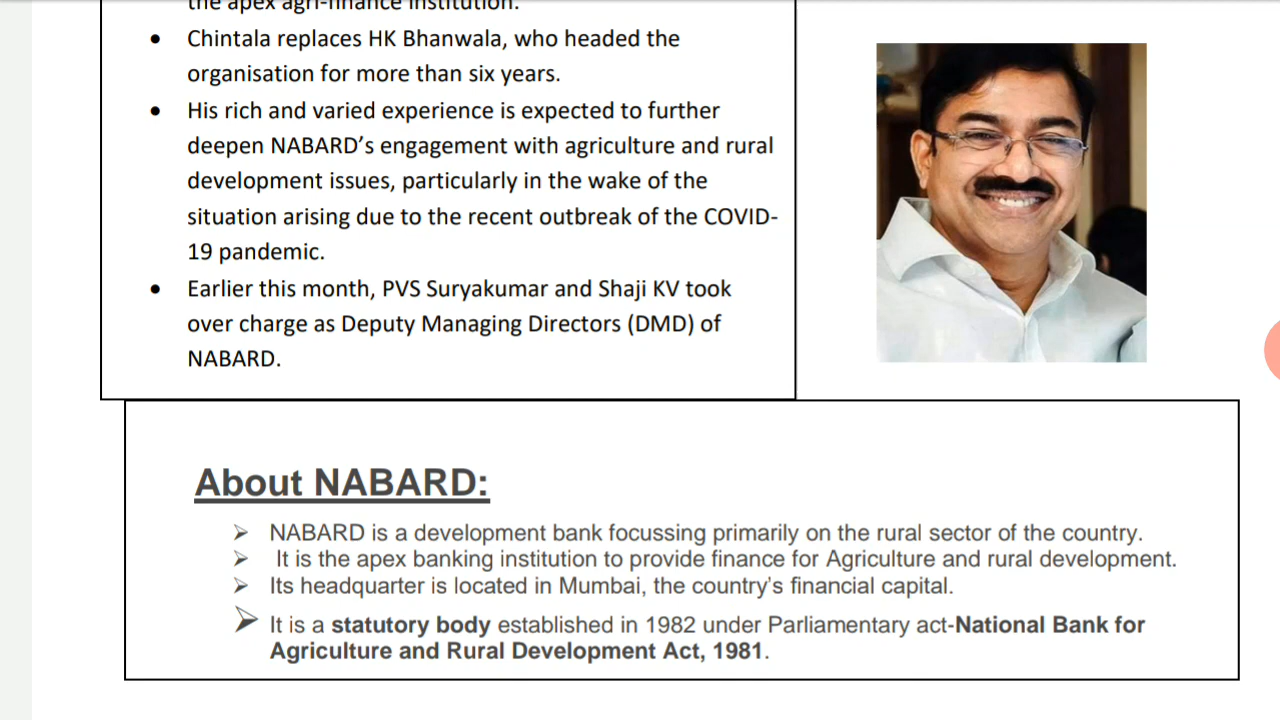 the apex agri-finance institution.
• Chintala replaces HK Bhanwala, who headed the
organisation for more than six years.
• His rich and varied experience is expected to further
deepen NABARD’s engagement with agriculture and rural
development issues, particularly in the wake of the
situation arising due to the recent outbreak of the COVID-
19 pandemic.
• Earlier this month, PVS Suryakumar and Shaji KV took
over charge as Deputy Managing Directors (DMD) of
NABARD.
About NABARD:
➢ NABARD is a development bank focussing primarily on the rural sector of the country.
➢ It is the apex banking institution to provide finance for Agriculture and rural development.
➢ Its headquarter is located in Mumbai, the country’s financial capital.
➢ It is a statutory body established in 1982 under Parliamentary act-National Bank for
Agriculture and Rural Development Act, 1981.